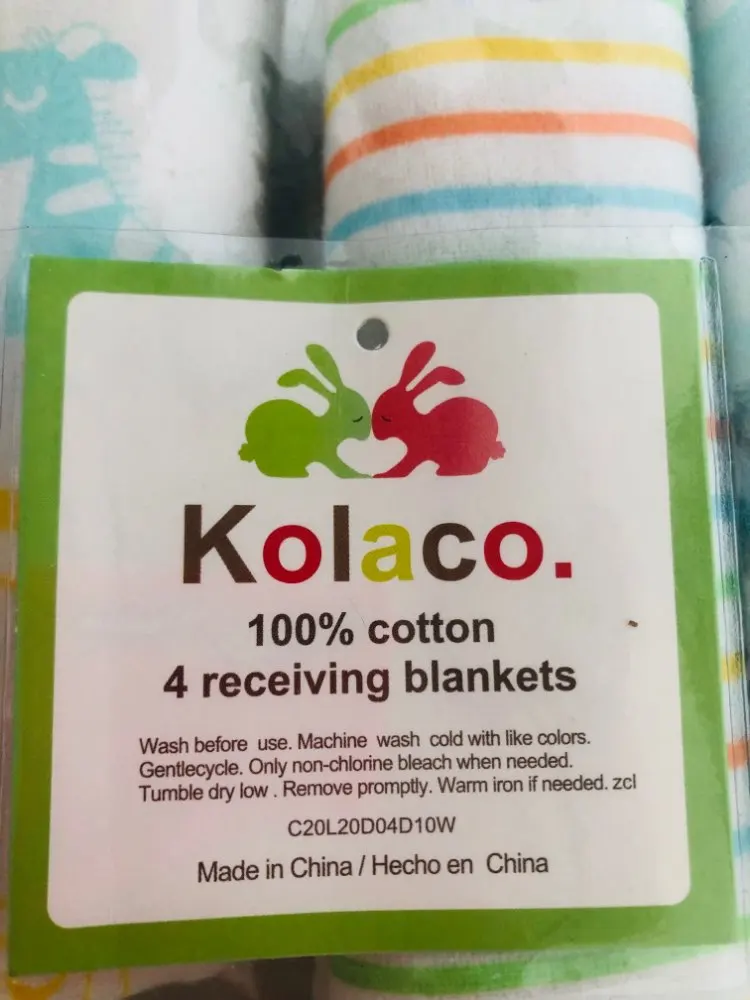 Kolaco.
100% cotton
4 receiving blankets
Wash before use. Machine wash cold with like colors.
Gentlecycle. Only non-chlorine bleach when needed.
Tumble dry low . Remove promptly. Warm iron if needed. zcl
C20L20D04D10W
Made in China / Hecho en China